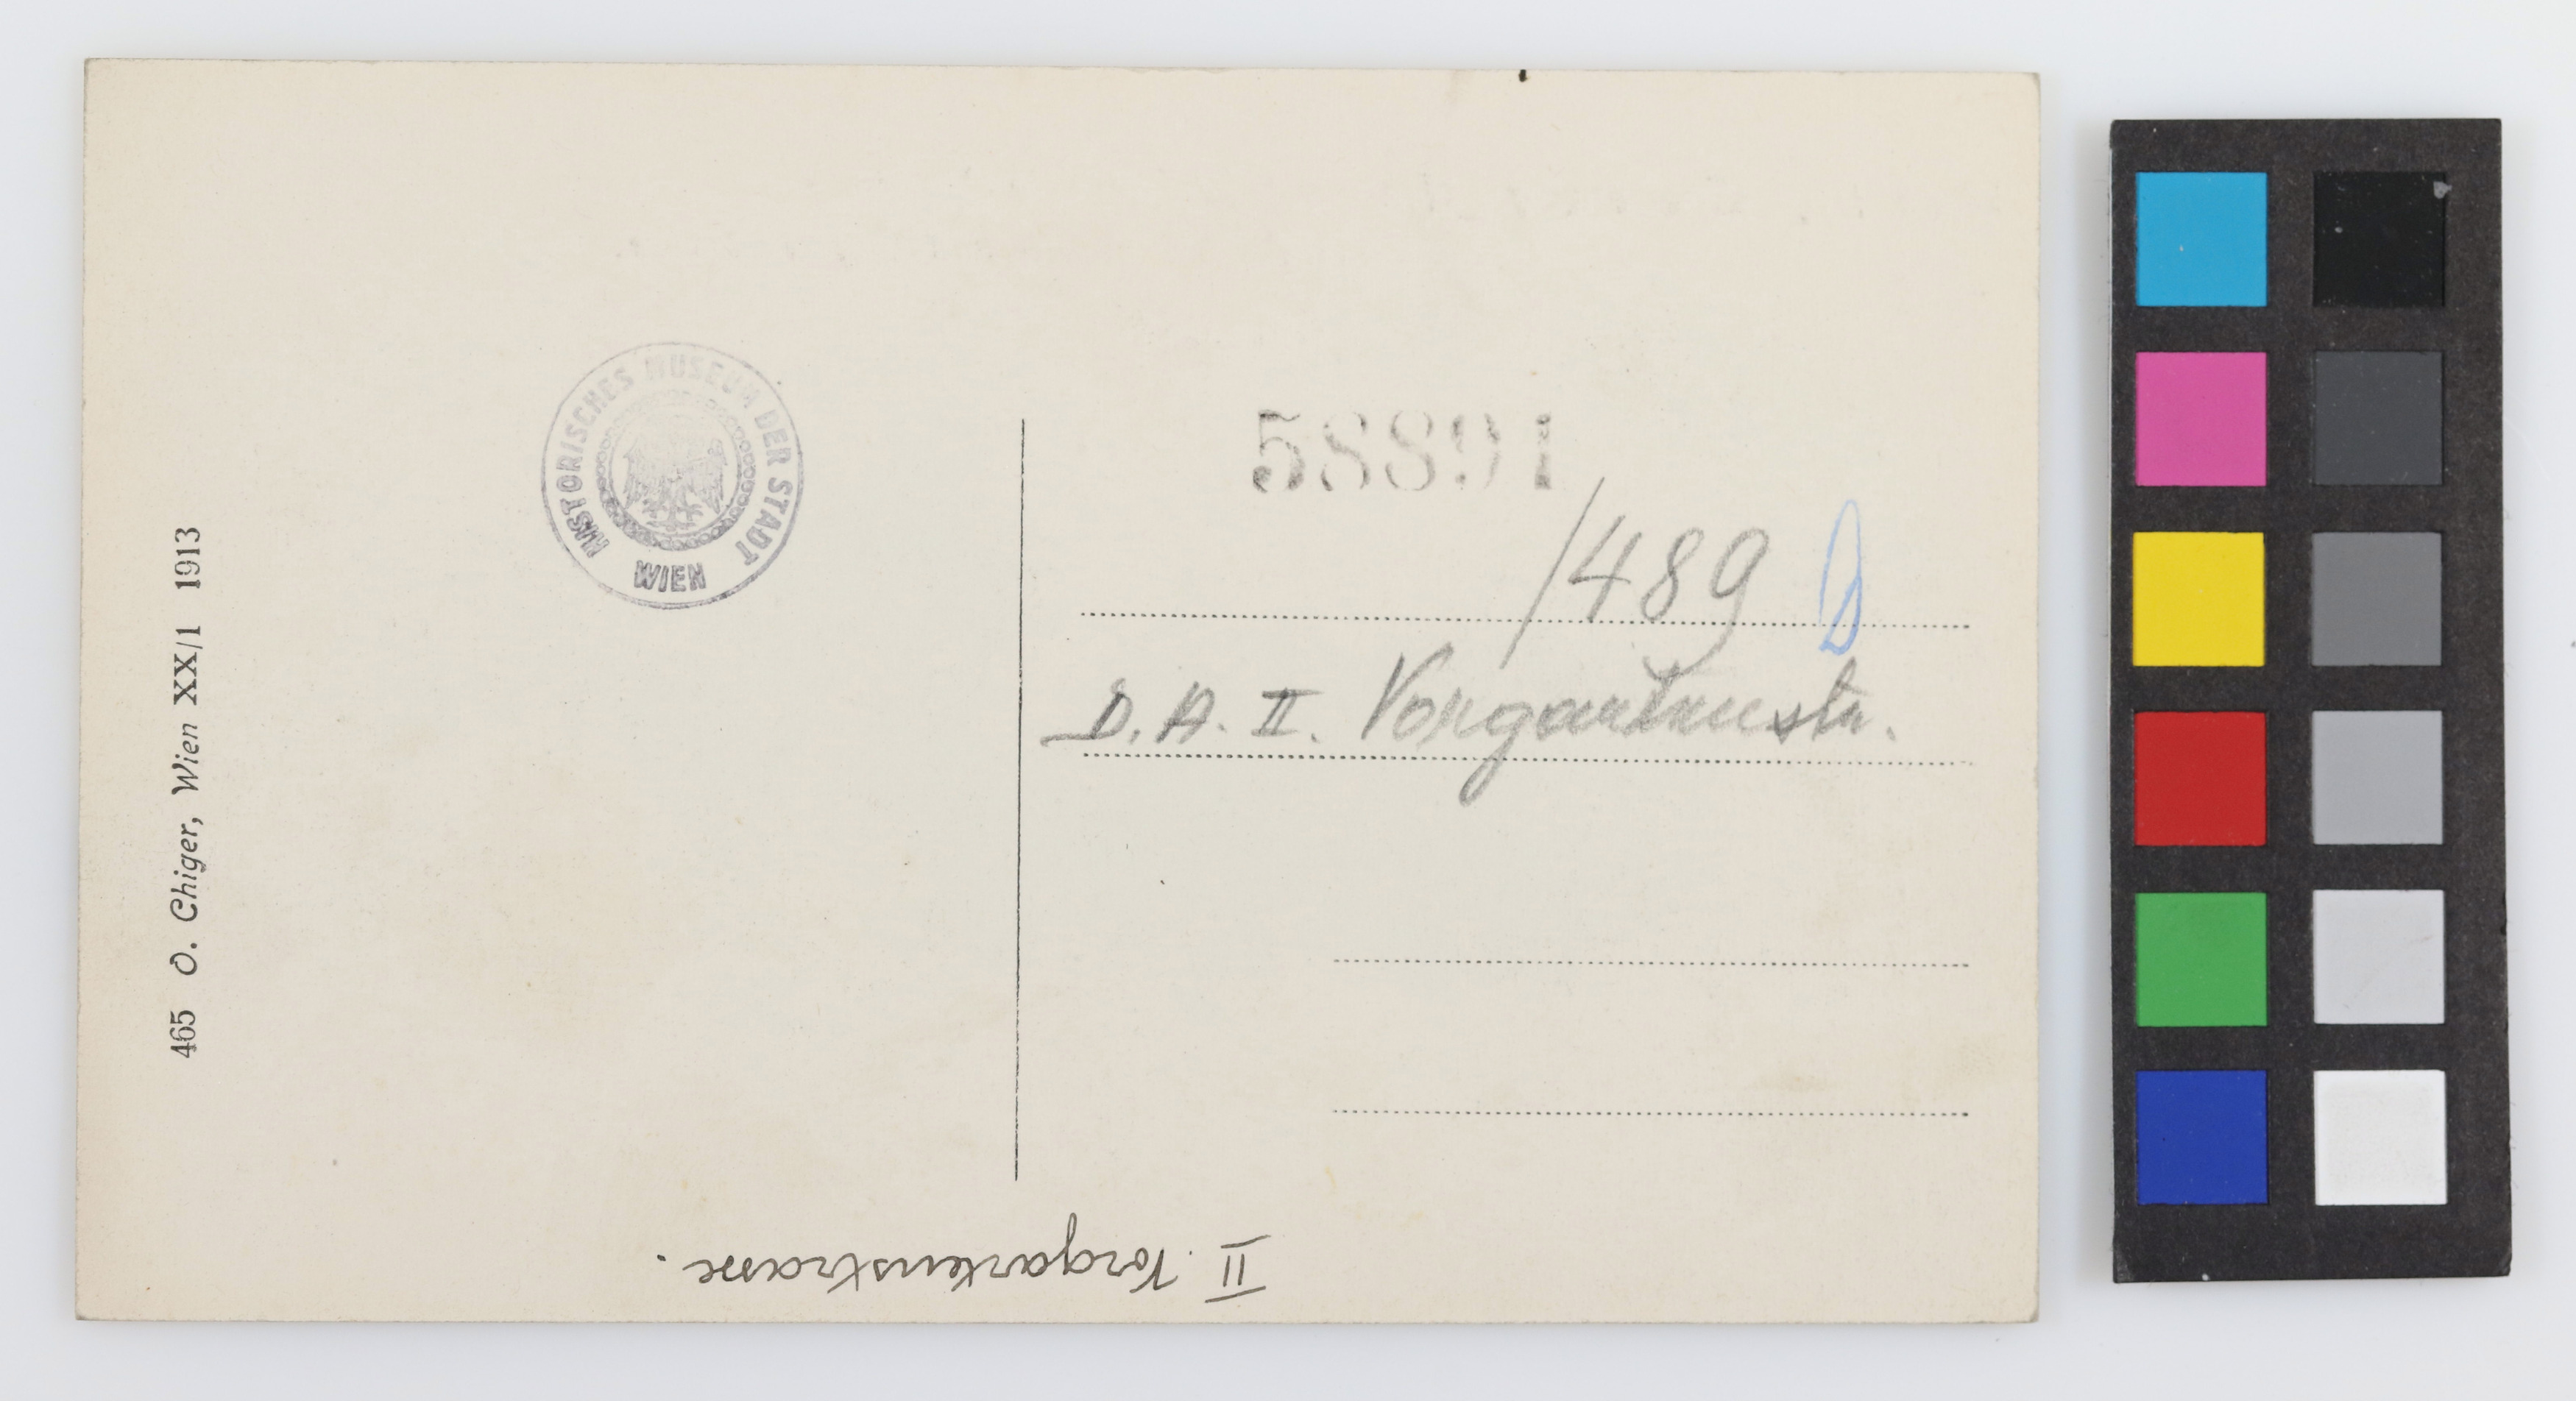 HISTORISCHES MUSEUM DER STADT
WIEN
58891
/489
D. A. II. Vorgartenstr.
465 O. Chiger, Wien XX/1 1913
II. Vorgartenstrasse.